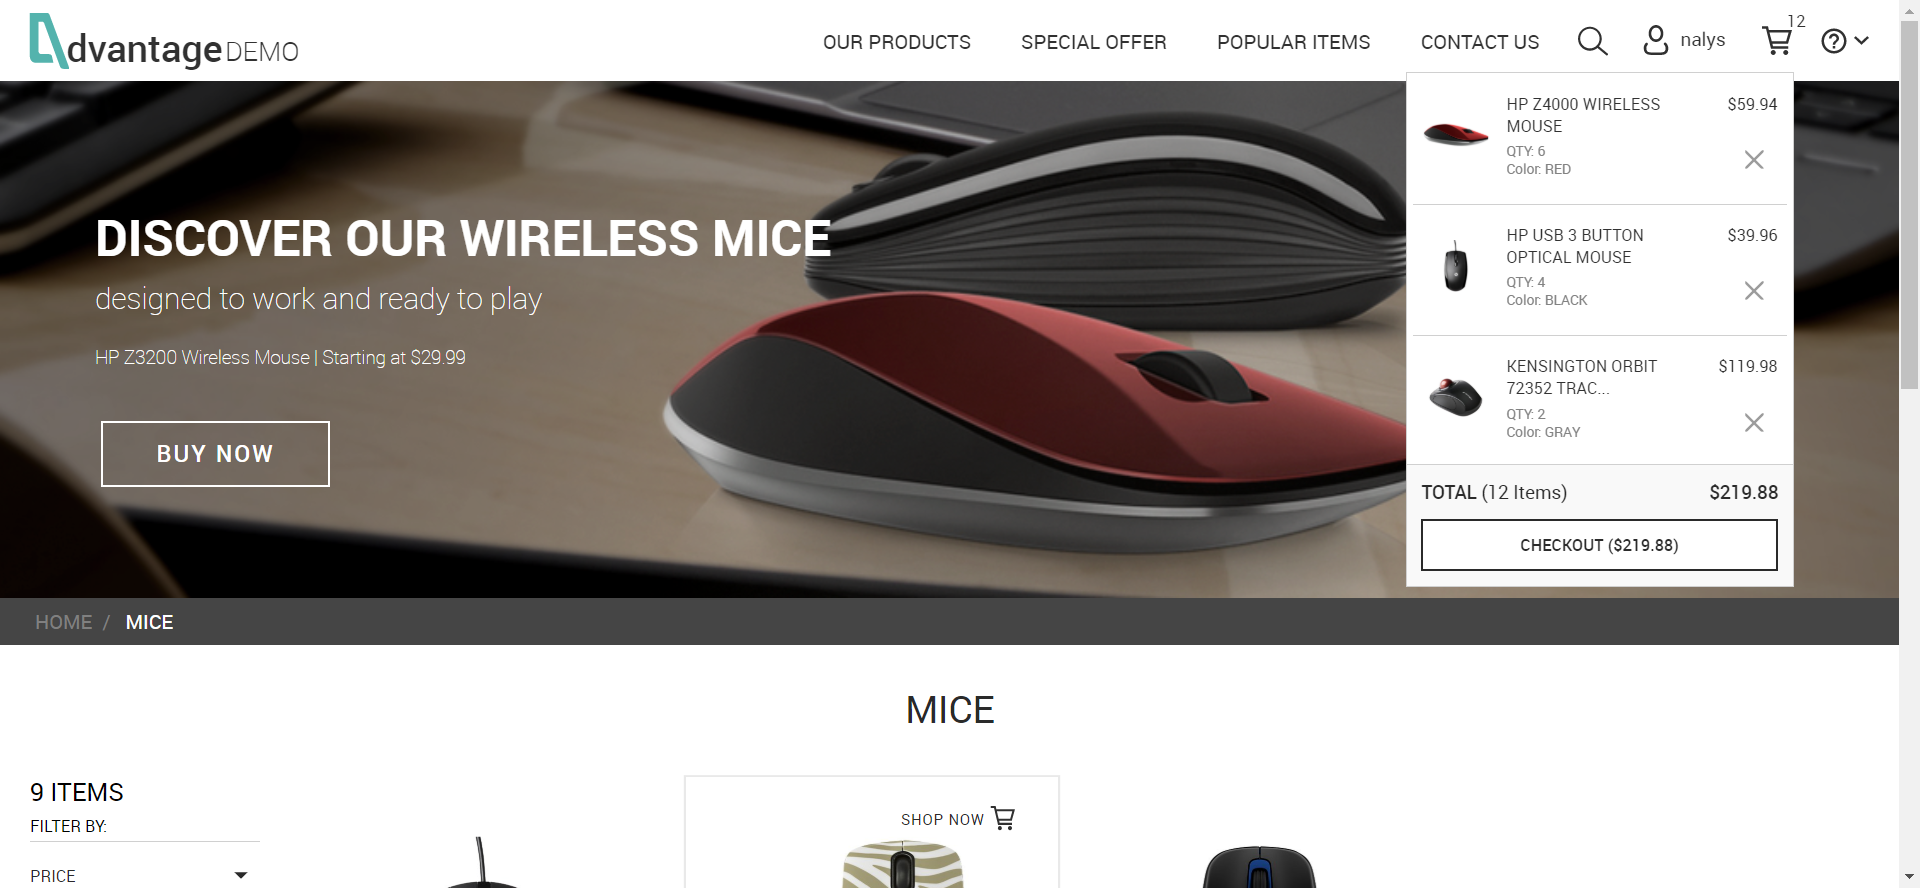 dvantage DEMO
OUR PRODUCTS
SPECIAL OFFER
POPULAR ITEMS
CONTACT US
nalys
12
HP Z4000 WIRELESS
MOUSE
$59.94
QTY: 6
Color: RED
HP USB 3 BUTTON
OPTICAL MOUSE
$39.96
QTY: 4
Color: BLACK
KENSINGTON ORBIT
72352 TRAC...
$119.98
QTY: 2
Color: GRAY
TOTAL (12 Items)
$219.88
CHECKOUT ($219.88)
DISCOVER OUR WIRELESS MICE
designed to work and ready to play
HP Z3200 Wireless Mouse | Starting at $29.99
BUY NOW
HOME / MICE
MICE
9 ITEMS
FILTER BY:
PRICE
SHOP NOW